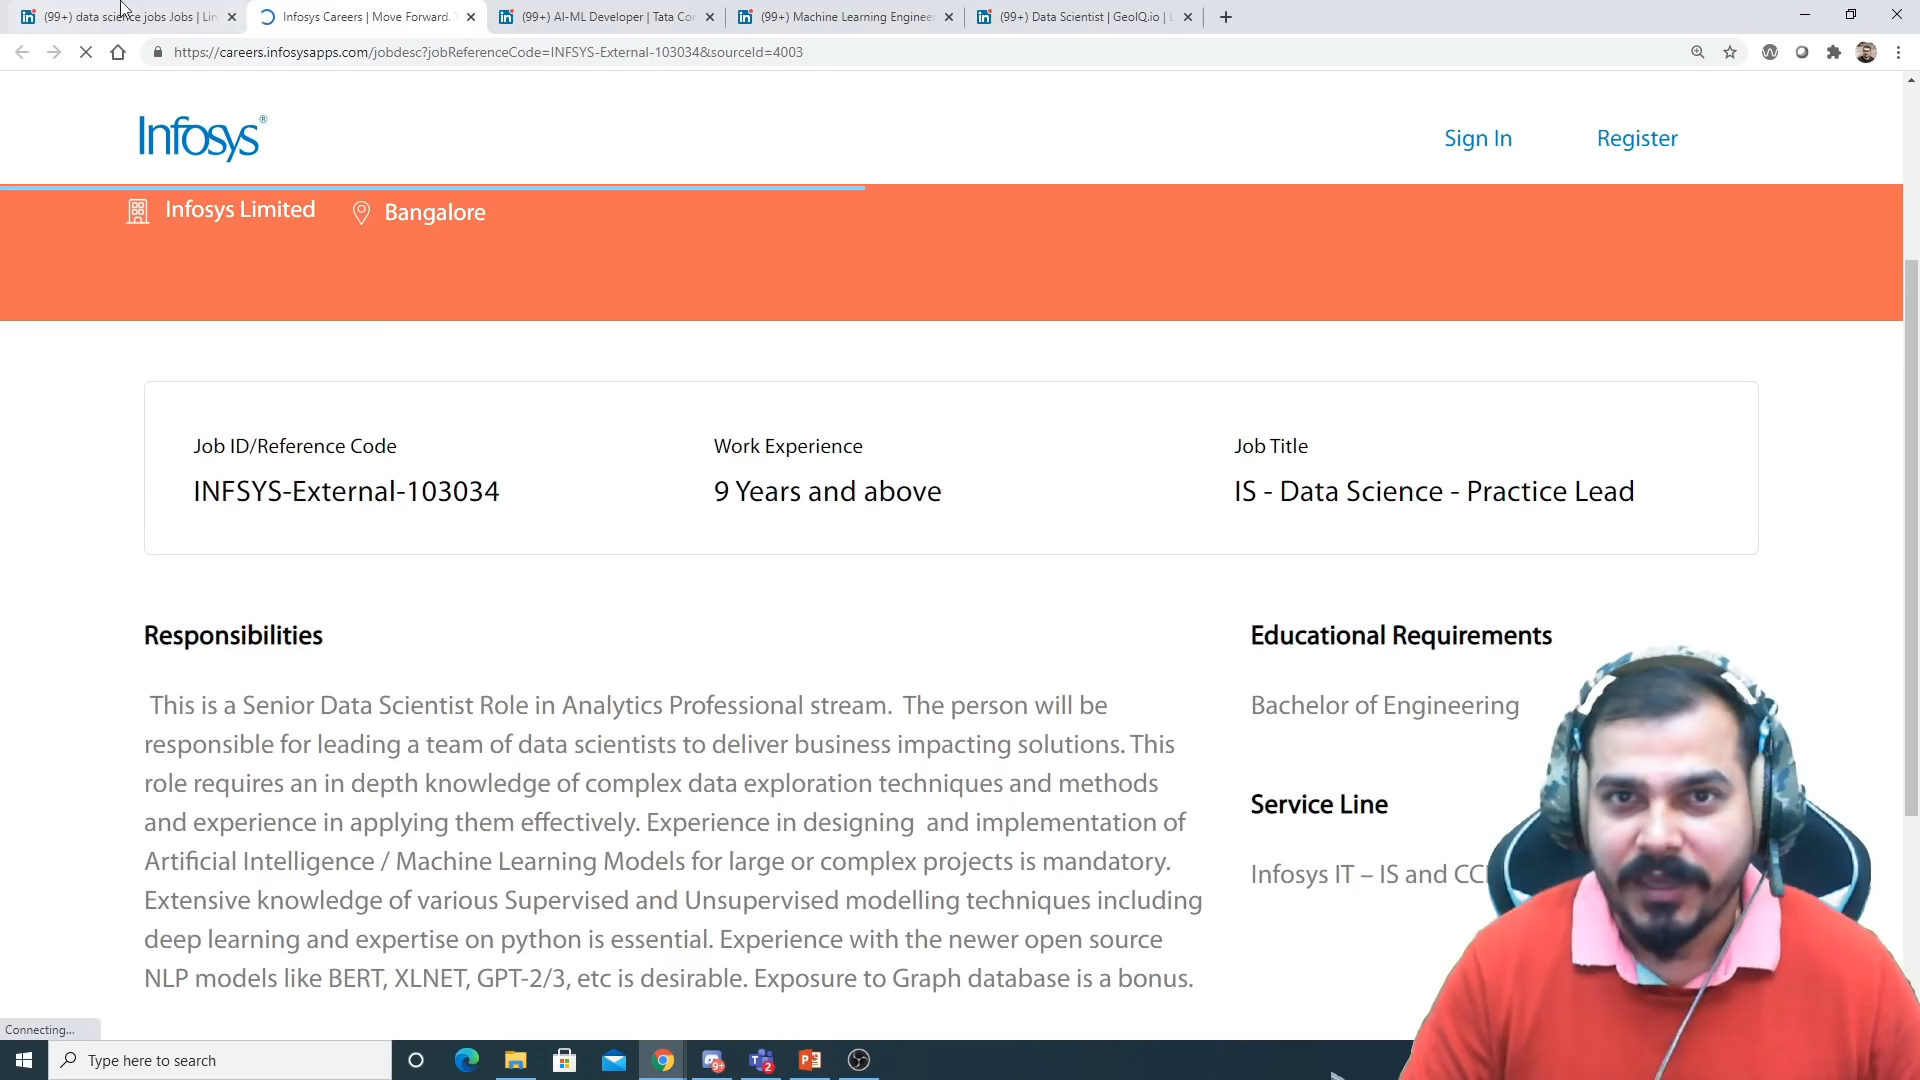 (99+) data science jobs Jobs | Lin
Infosys Careers | Move Forward.
(99+) AI-ML Developer | Tata Co
(99+) Machine Learning Enginee
(99+) Data Scientist | GeoIQ.io |
https://careers.infosysapps.com/jobdesc?jobReferenceCode=INFSYS-External-103034&sourceId=4003
Infosys®
Sign In
Register
Infosys Limited
Bangalore
Job ID/Reference Code
Work Experience
Job Title
INFSYS-External-103034
9 Years and above
IS - Data Science - Practice Lead
Responsibilities
This is a Senior Data Scientist Role in Analytics Professional stream. The person will be
responsible for leading a team of data scientists to deliver business impacting solutions. This
role requires an in depth knowledge of complex data exploration techniques and methods
and experience in applying them effectively. Experience in designing and implementation of
Artificial Intelligence / Machine Learning Models for large or complex projects is mandatory.
Extensive knowledge of various Supervised and Unsupervised modelling techniques including
deep learning and expertise on python is essential. Experience with the newer open source
NLP models like BERT, XLNET, GPT-2/3, etc is desirable. Exposure to Graph database is a bonus.
Educational Requirements
Bachelor of Engineering
Service Line
Infosys IT – IS and CC
Connecting...
Type here to search
9+
2